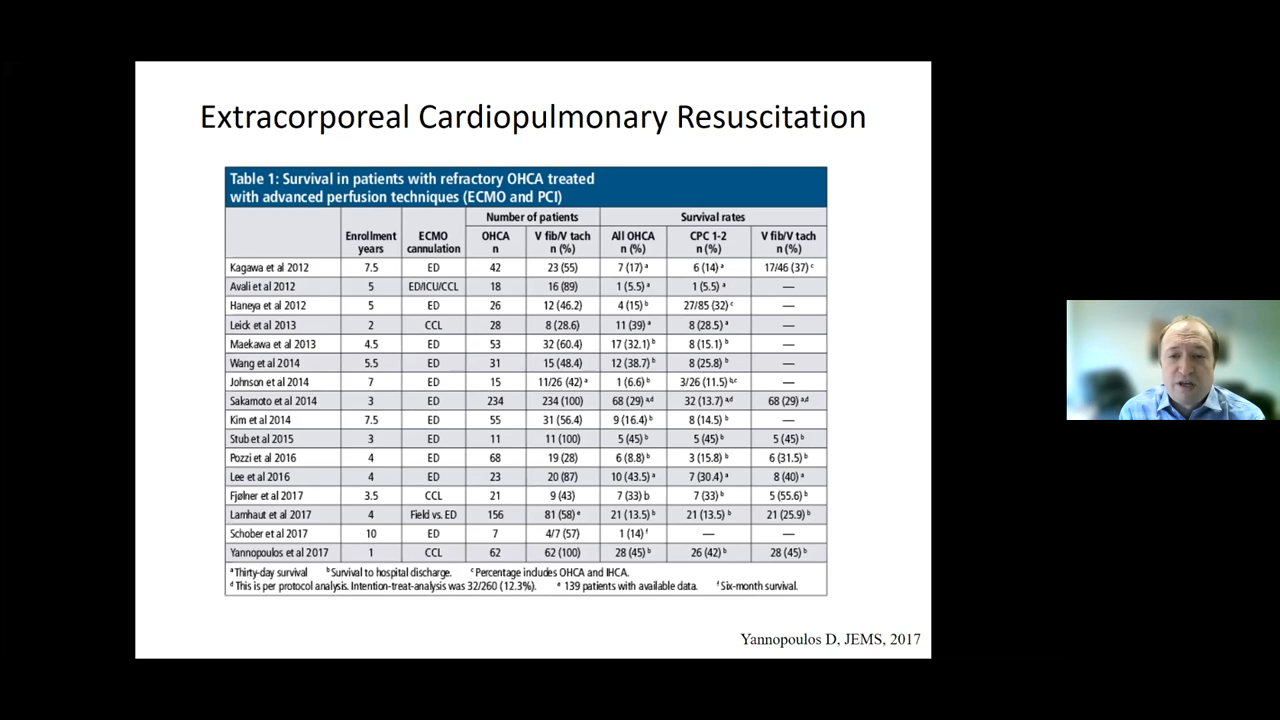 Extracorporeal Cardiopulmonary Resuscitation
Table 1: Survival in patients with refractory OHCA treated
with advanced perfusion techniques (ECMO and PCI)
Number of patients Survival rates
Enrollment years ECMO cannulation OHCA n V fib/V tach n (%) All OHCA n (%) CPC 1-2 n (%) V fib/V tach n (%)
Kagawa et al 2012 7.5 ED 42 23 (55) 7 (17) a 6 (14) a 17/46 (37) c
Avali et al 2012 5 ED/ICU/CCL 18 16 (89) 1 (5.5) a 1 (5.5) a —
Haneya et al 2012 5 ED 26 12 (46.2) 4 (15) b 27/85 (32) c —
Leick et al 2013 2 CCL 28 8 (28.6) 11 (39) a 8 (28.5) a —
Maekawa et al 2013 4.5 ED 53 32 (60.4) 17 (32.1) b 8 (15.1) b —
Wang et al 2014 5.5 ED 31 15 (48.4) 12 (38.7) b 8 (25.8) b —
Johnson et al 2014 7 ED 15 11/26 (42) a 1 (6.6) b 3/26 (11.5) b,c —
Sakamoto et al 2014 3 ED 234 234 (100) 68 (29) a,d 32 (13.7) a,d 68 (29) a,d
Kim et al 2014 7.5 ED 55 31 (56.4) 9 (16.4) b 8 (14.5) b —
Stub et al 2015 3 ED 11 11 (100) 5 (45) b 5 (45) b 5 (45) b
Pozzi et al 2016 4 ED 68 19 (28) 6 (8.8) b 3 (15.8) b 6 (31.5) b
Lee et al 2016 4 ED 23 20 (87) 10 (43.5) a 7 (30.4) a 8 (40) a
Fjølner et al 2017 3.5 CCL 21 9 (43) 7 (33) b 7 (33) b 5 (55.6) b
Lamhaut et al 2017 4 Field vs. ED 156 81 (58) e 21 (13.5) b 21 (13.5) b 21 (25.9) b
Schober et al 2017 10 ED 7 4/7 (57) 1 (14) f — —
Yannopoulos et al 2017 1 CCL 62 62 (100) 28 (45) b 26 (42) b 28 (45) b
a Thirty-day survival b Survival to hospital discharge. c Percentage includes OHCA and IHCA.
d This is per protocol analysis. Intention-treat-analysis was 32/260 (12.3%). e 139 patients with available data. f Six-month survival.
Yannopoulos D, JEMS, 2017